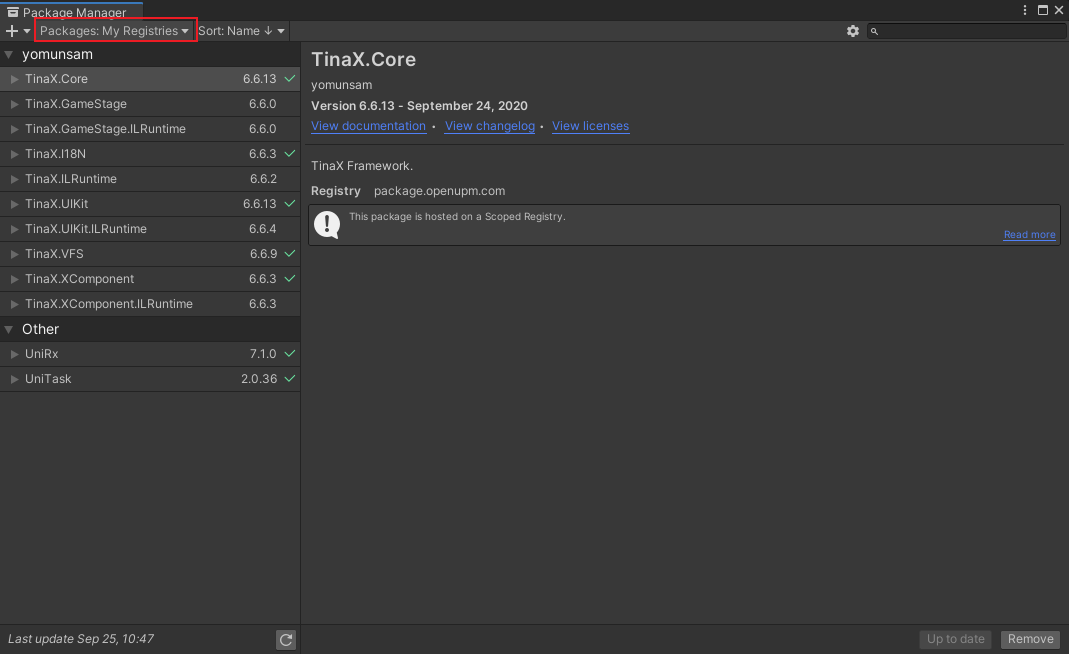 Package Manager
Packages: My Registries
Sort: Name ↓
yomunsam
TinaX.Core 6.6.13
TinaX.GameStage 6.6.0
TinaX.GameStage.ILRuntime 6.6.0
TinaX.I18N 6.6.3
TinaX.ILRuntime 6.6.2
TinaX.UIKit 6.6.13
TinaX.UIKit.ILRuntime 6.6.4
TinaX.VFS 6.6.9
TinaX.XComponent 6.6.3
TinaX.XComponent.ILRuntime 6.6.3
Other
UniRx 7.1.0
UniTask 2.0.36
Last update Sep 25, 10:47
TinaX.Core
yomunsam
Version 6.6.13 - September 24, 2020
View documentation • View changelog • View licenses
TinaX Framework.
Registry package.openupm.com
This package is hosted on a Scoped Registry.
Read more
Up to date
Remove